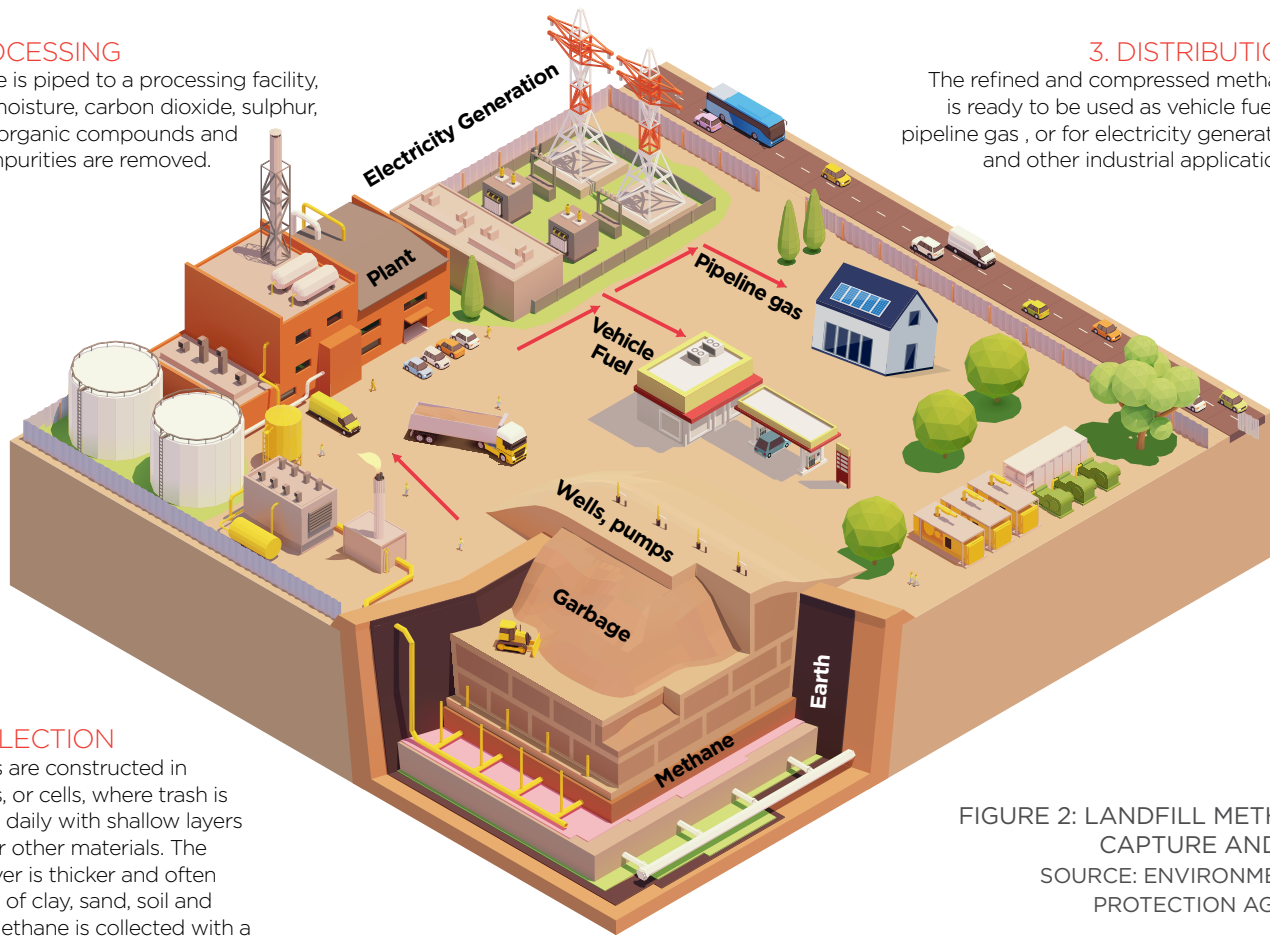 OCESSING
e is piped to a processing facility,
moisture, carbon dioxide, sulphur,
organic compounds and
mpurities are removed.
Electricity Generation
3. DISTRIBUTIO
The refined and compressed metha
is ready to be used as vehicle fue
pipeline gas , or for electricity generat
and other industrial application
Plant
Pipeline gas
Vehicle
Fuel
Wells, pumps
Garbage
Earth
Methane
LECTION
s are constructed in
s, or cells, where trash is
daily with shallow layers
r other materials. The
yer is thicker and often
of clay, sand, soil and
ethane is collected with a
FIGURE 2: LANDFILL METH
CAPTURE AND
SOURCE: ENVIRONME
PROTECTION AG